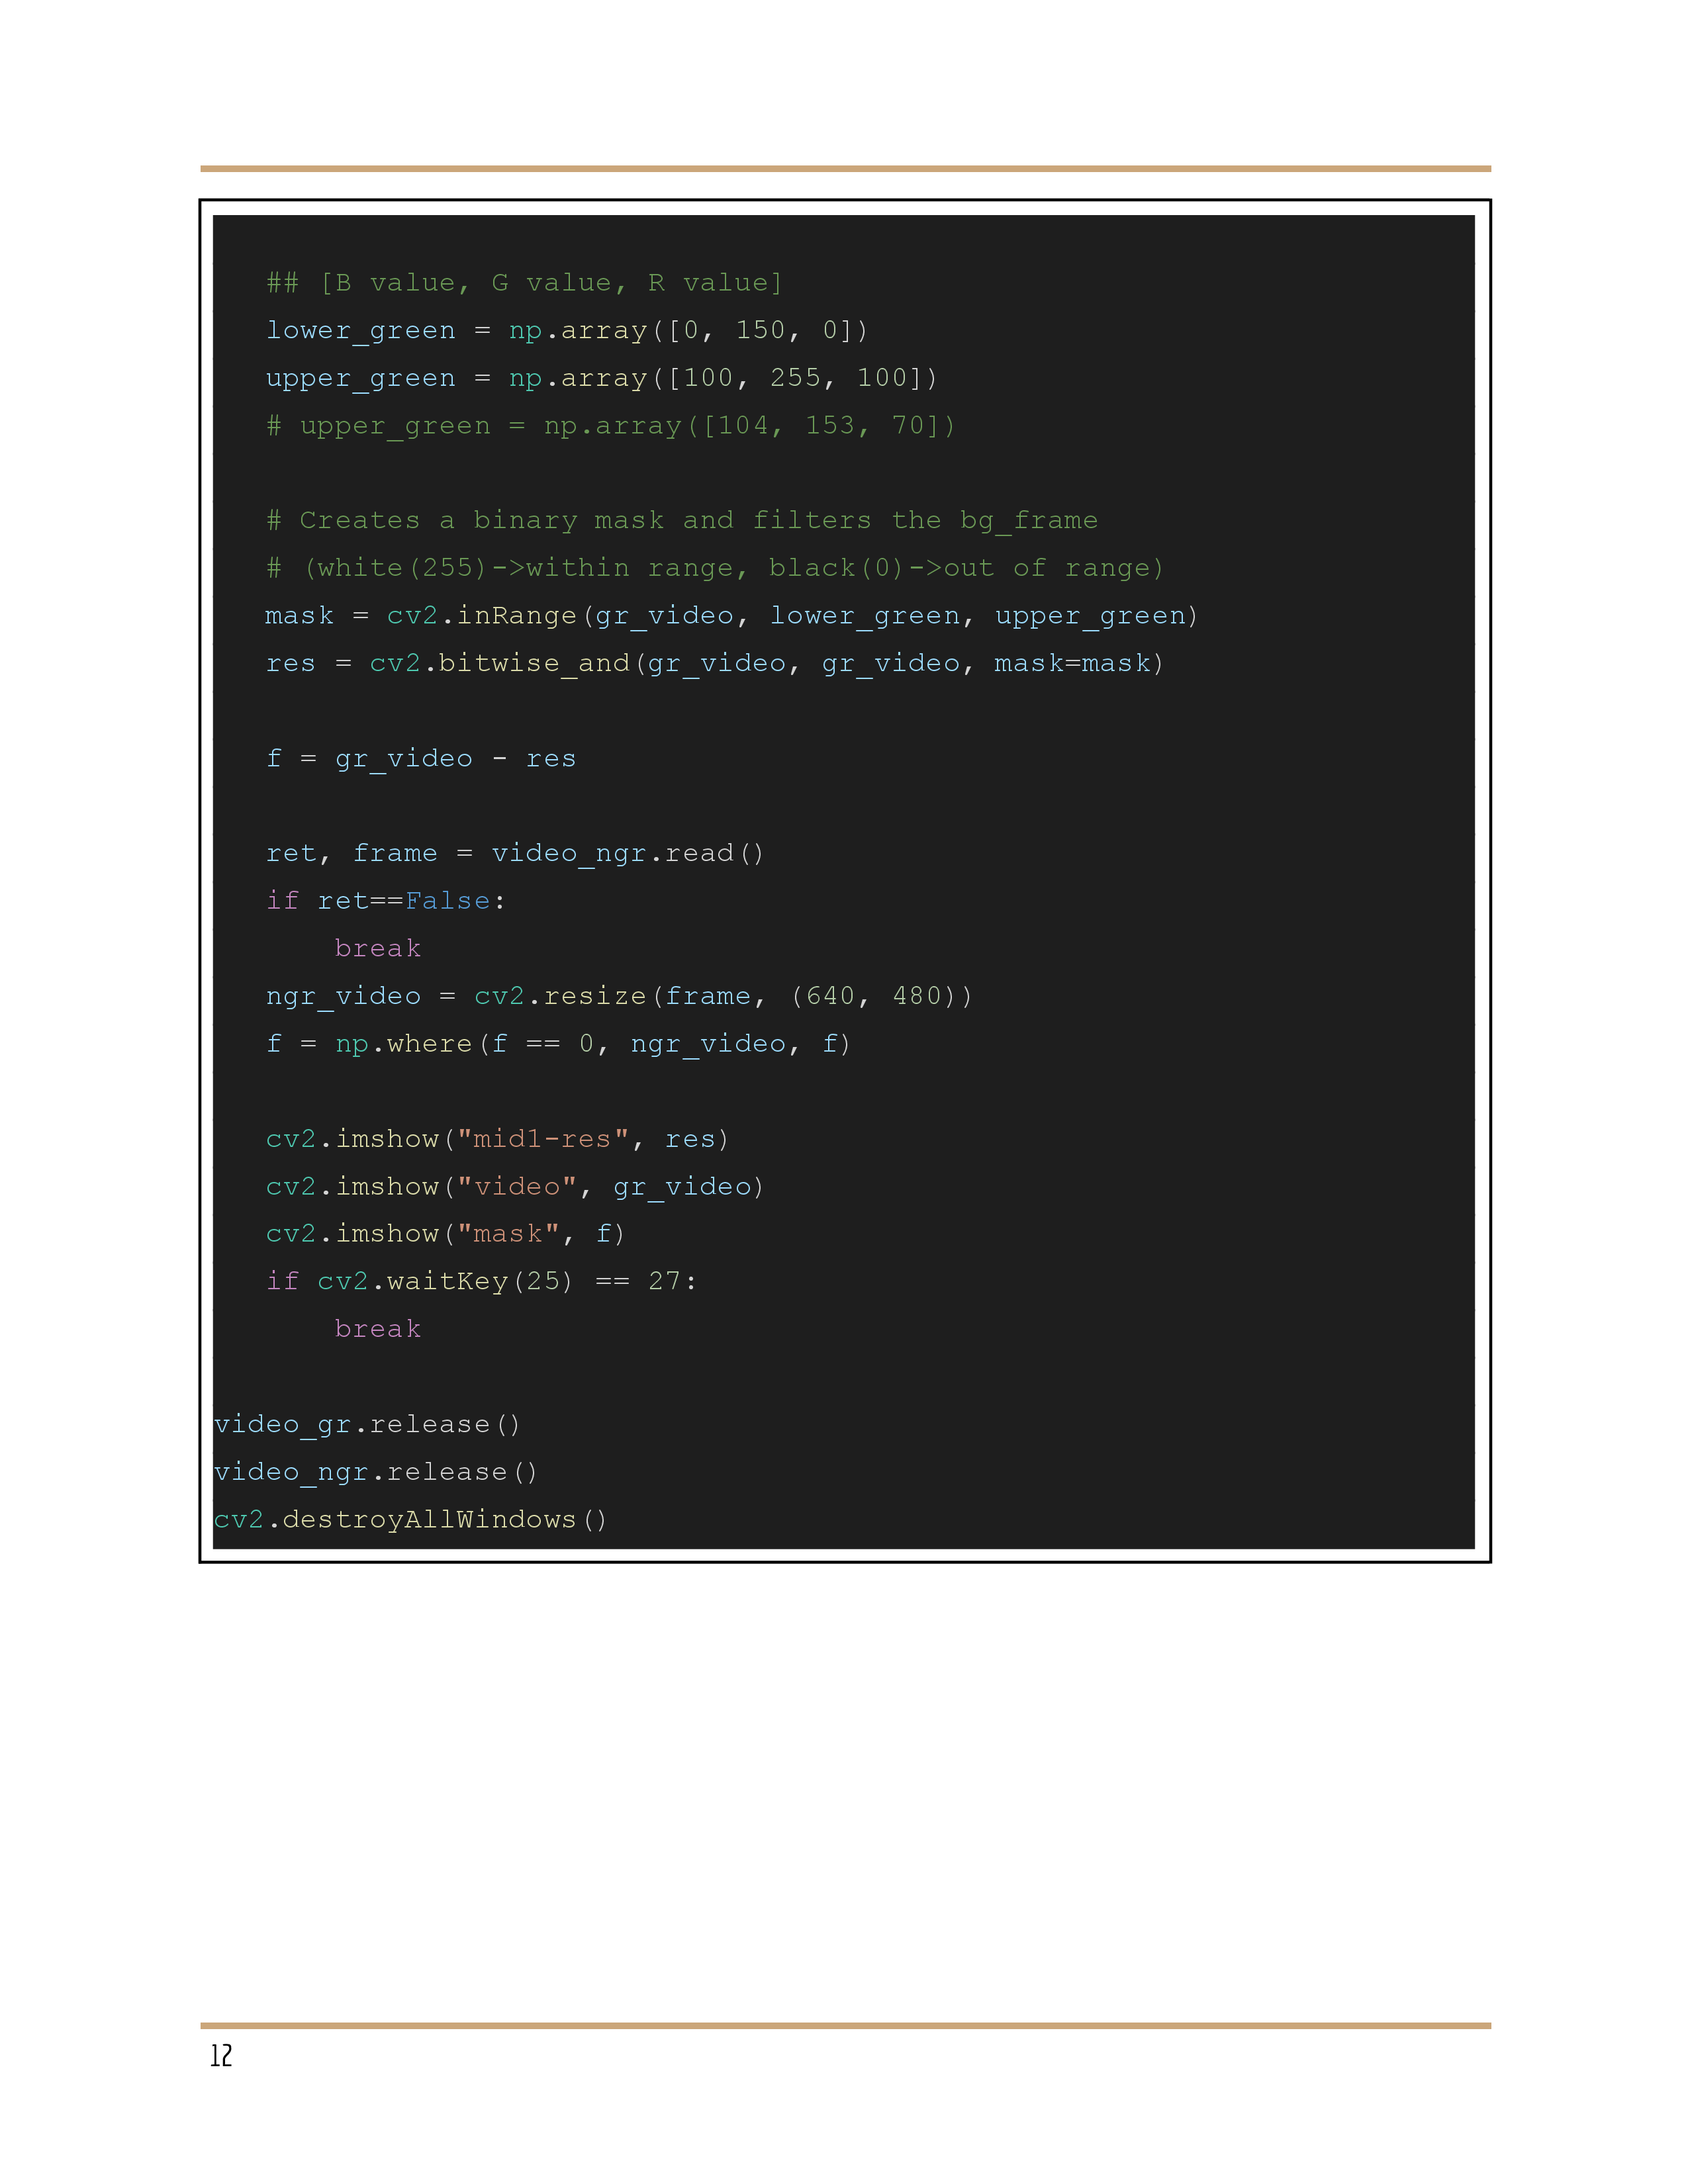 ## [B value, G value, R value]
lower_green = np.array([0, 150, 0])
upper_green = np.array([100, 255, 100])
# upper_green = np.array([104, 153, 70])
# Creates a binary mask and filters the bg_frame
# (white(255)->within range, black(0)->out of range)
mask = cv2.inRange(gr_video, lower_green, upper_green)
res = cv2.bitwise_and(gr_video, gr_video, mask=mask)
f = gr_video - res
ret, frame = video_ngr.read()
if ret==False:
break
ngr_video = cv2.resize(frame, (640, 480))
f = np.where(f == 0, ngr_video, f)
cv2.imshow("mid1-res", res)
cv2.imshow("video", gr_video)
cv2.imshow("mask", f)
if cv2.waitKey(25) == 27:
break
video_gr.release()
video_ngr.release()
cv2.destroyAllWindows()
12